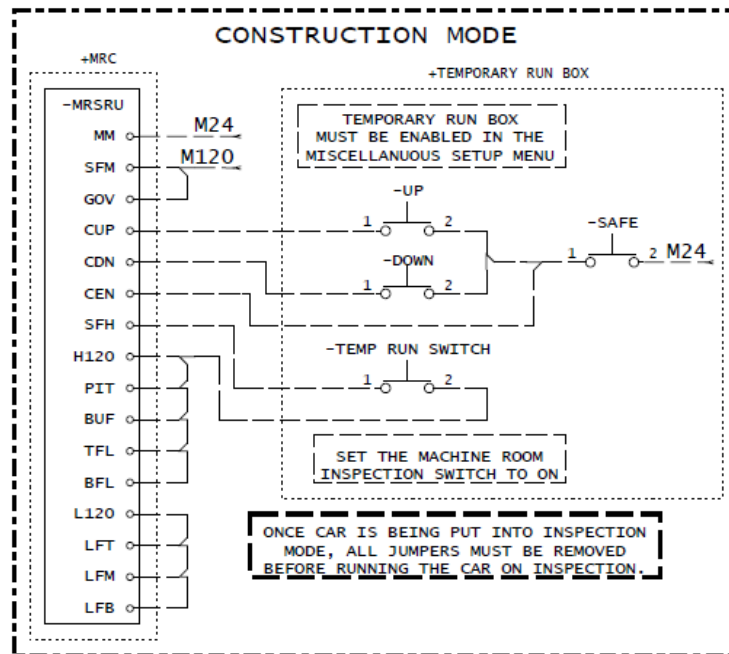 CONSTRUCTION MODE
+MRC
+TEMPORARY RUN BOX
-MRSRU
MM
M24
SFM
M120
GOV
CUP
CDN
CEN
SFH
H120
PIT
BUF
TFL
BFL
L120
LFT
LFM
LFB
TEMPORARY RUN BOX
MUST BE ENABLED IN THE
MISCELLANUOUS SETUP MENU
-UP
1 2
-DOWN
1 2
-SAFE
1 2 M24
-TEMP RUN SWITCH
1 2
SET THE MACHINE ROOM
INSPECTION SWITCH TO ON
ONCE CAR IS BEING PUT INTO INSPECTION
MODE, ALL JUMPERS MUST BE REMOVED
BEFORE RUNNING THE CAR ON INSPECTION.